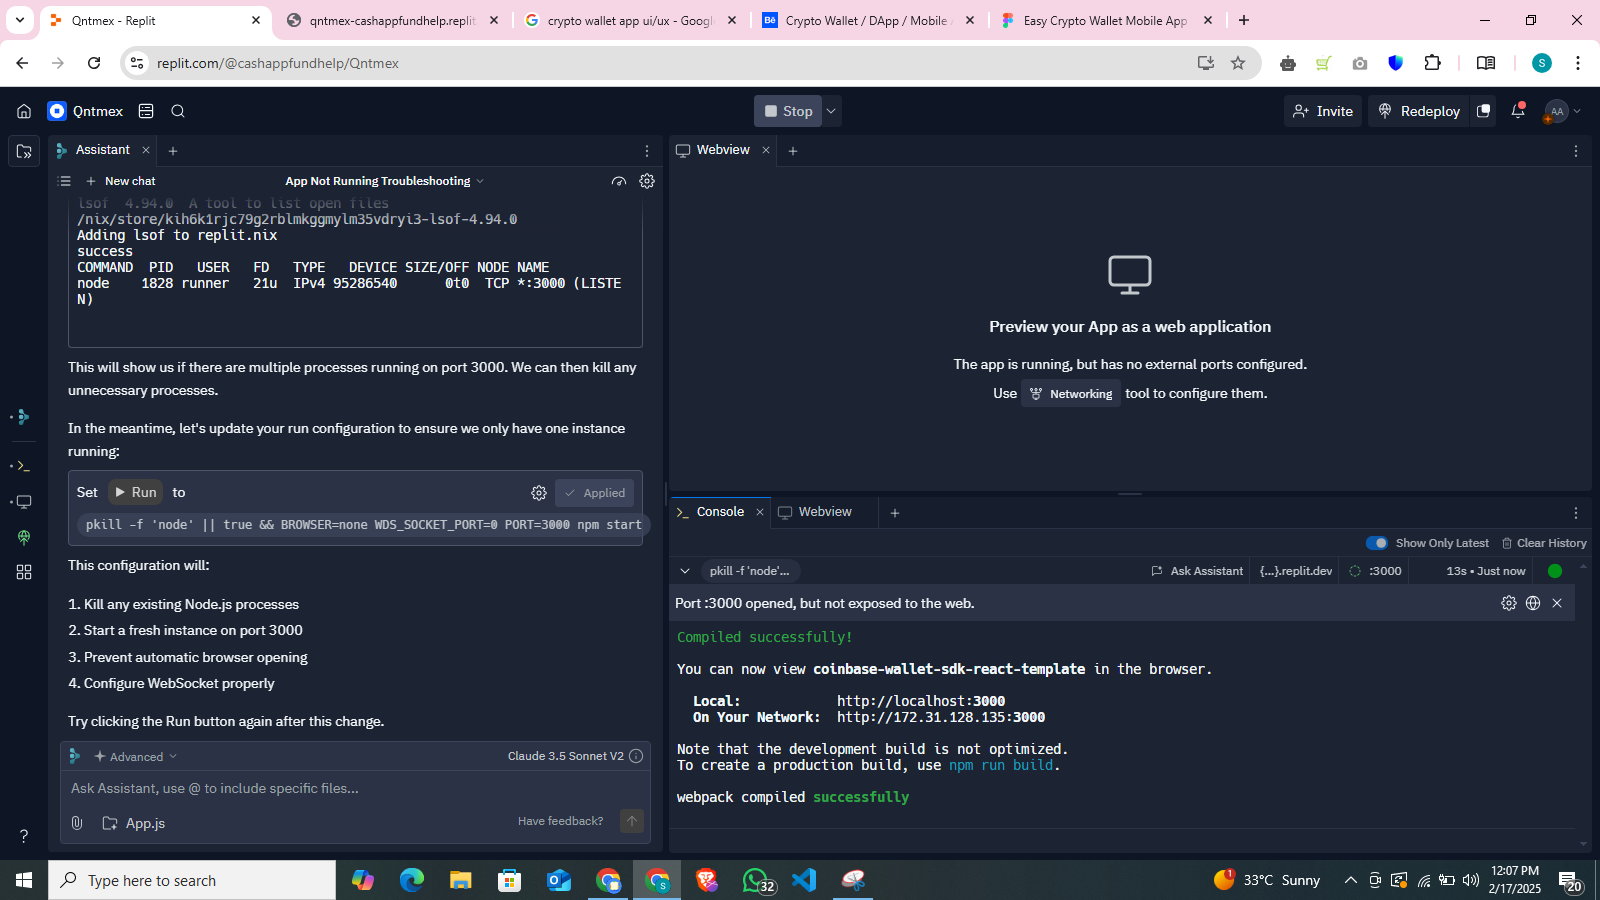 Qntmex - Replit
qntmex-cashappfundhelp.replit
crypto wallet app ui/ux - Google
Crypto Wallet / DApp / Mobile
Easy Crypto Wallet Mobile App
replit.com/@cashappfundhelp/Qntmex
S
Qntmex
Stop
Invite
Redeploy
AA
Assistant
New chat
App Not Running Troubleshooting
lsof 4.94.0 A tool to list open files
/nix/store/kih6k1rjc79g2rblmkggmylm35vdryi3-lsof-4.94.0
Adding lsof to replit.nix
success
COMMAND PID USER FD TYPE DEVICE SIZE/OFF NODE NAME
node 1828 runner 21u IPv4 95286540 0t0 TCP *:3000 (LISTE
N)
This will show us if there are multiple processes running on port 3000. We can then kill any
unnecessary processes.
In the meantime, let's update your run configuration to ensure we only have one instance
running:
Set Run to
Applied
pkill -f 'node' || true && BROWSER=none WDS_SOCKET_PORT=0 PORT=3000 npm start
This configuration will:
1. Kill any existing Node.js processes
2. Start a fresh instance on port 3000
3. Prevent automatic browser opening
4. Configure WebSocket properly
Try clicking the Run button again after this change.
Advanced
Claude 3.5 Sonnet V2
Ask Assistant, use @ to include specific files...
App.js
Have feedback?
Webview
Preview your App as a web application
The app is running, but has no external ports configured.
Use Networking tool to configure them.
Console
Webview
Show Only Latest
Clear History
pkill -f 'node'...
Ask Assistant
{...}.replit.dev
:3000
13s • Just now
Port :3000 opened, but not exposed to the web.
Compiled successfully!
You can now view coinbase-wallet-sdk-react-template in the browser.
Local: http://localhost:3000
On Your Network: http://172.31.128.135:3000
Note that the development build is not optimized.
To create a production build, use npm run build.
webpack compiled successfully
?
Type here to search
S
32
1
33°C Sunny
12:07 PM
2/17/2025
20